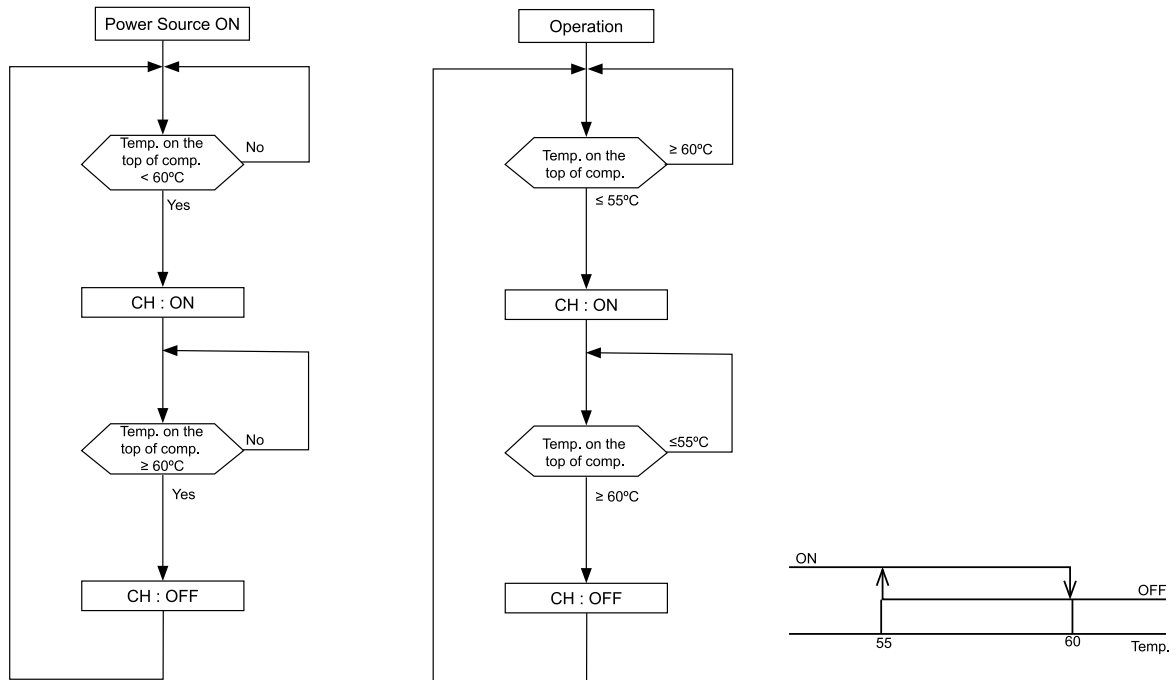 Power Source ON
Temp. on the
top of comp.
< 60ºC
No
Yes
CH : ON
Temp. on the
top of comp.
≥ 60ºC
No
Yes
CH : OFF
Operation
Temp. on the
top of comp.
≥ 60ºC
≤ 55ºC
CH : ON
Temp. on the
top of comp.
≤55ºC
≥ 60ºC
CH : OFF
ON
OFF
55
60
Temp.